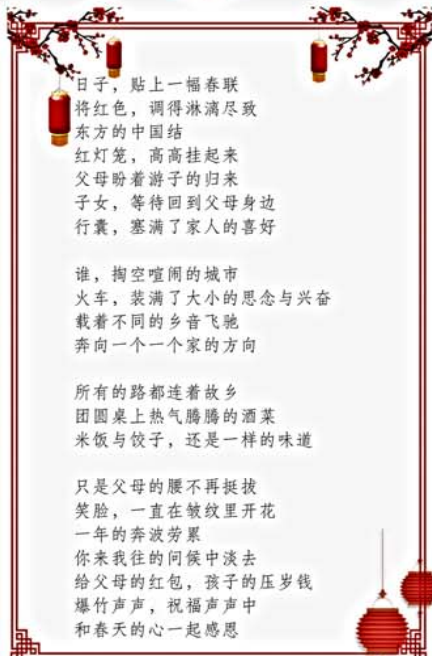 日子，贴上一幅春联
将红色，调得淋漓尽致
东方的中国结
红灯笼，高高挂起来
父母盼着游子的归来
子女，等待回到父母身边
行囊，塞满了家人的喜好
谁，掏空喧闹的城市
火车，装满了大小的思念与兴奋
载着不同的乡音飞驰
奔向一个一个家的方向
所有的路都连着故乡
团圆桌上热气腾腾的酒菜
米饭与饺子，还是一样的味道
只是父母的腰不再挺拔
笑脸，一直在皱纹里开花
一年的奔波劳累
你来我往的问候中淡去
给父母的红包，孩子的压岁钱
爆竹声声，祝福声声中
和春天的心一起感恩